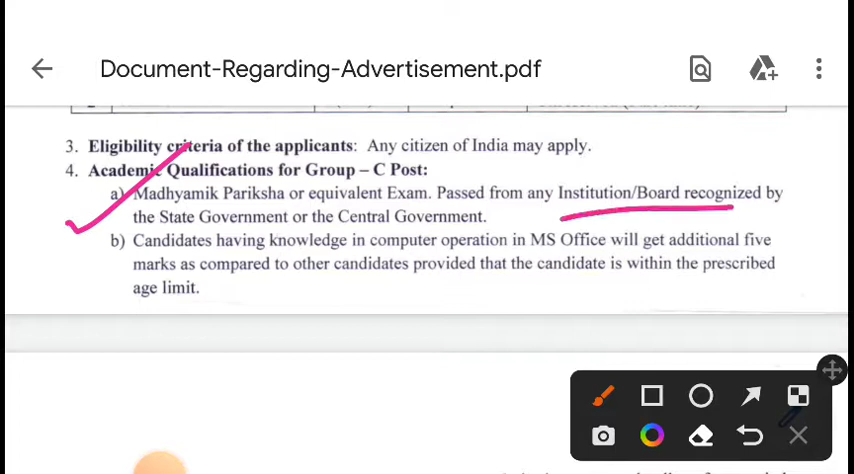 Document-Regarding-Advertisement.pdf
3. Eligibility criteria of the applicants: Any citizen of India may apply.
4. Academic Qualifications for Group – C Post:
a) Madhyamik Pariksha or equivalent Exam. Passed from any Institution/Board recognized by
the State Government or the Central Government.
b) Candidates having knowledge in computer operation in MS Office will get additional five
marks as compared to other candidates provided that the candidate is within the prescribed
age limit.